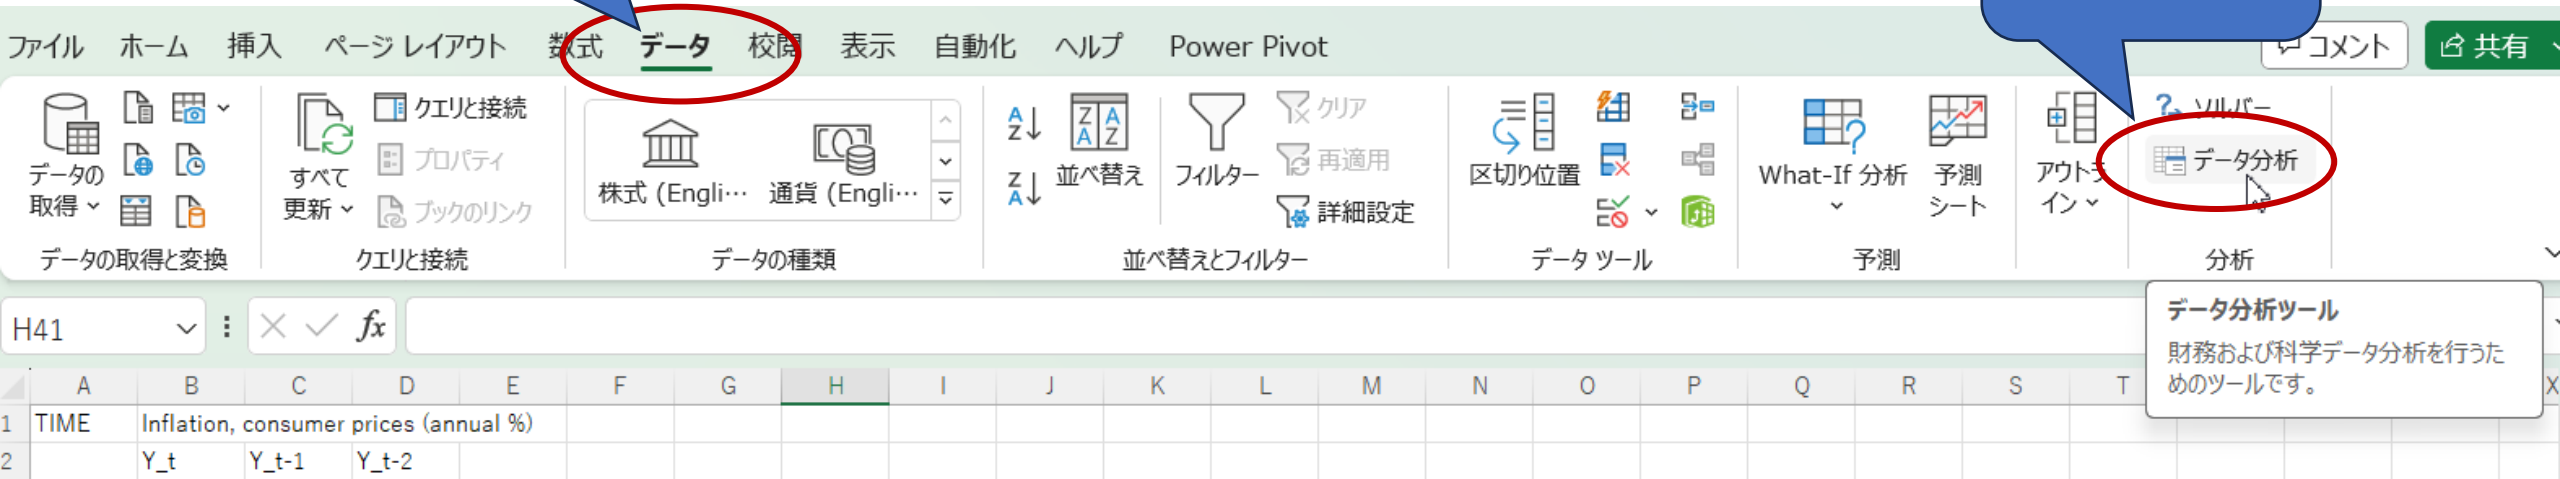 ファイル ホーム 挿入 ページ レイアウト 数式 データ 校閲 表示 自動化 ヘルプ Power Pivot コメント 共有
データの取得
すべて更新
クエリと接続
プロパティ
ブックのリンク
株式 (Engli… 通貨 (Engli…
並べ替え
フィルター
クリア
再適用
詳細設定
区切り位置
What-If 分析
予測シート
アウトライン
ソルバー
データ分析
データの取得と変換 クエリと接続 データの種類 並べ替えとフィルター データ ツール 予測 分析
H41 fx
データ分析ツール
財務および科学データ分析を行うた
めのツールです。
A B C D E F G H I J K L M N O P Q R S T X
1 TIME Inflation, consumer prices (annual %)
2 Y_t Y_t-1 Y_t-2